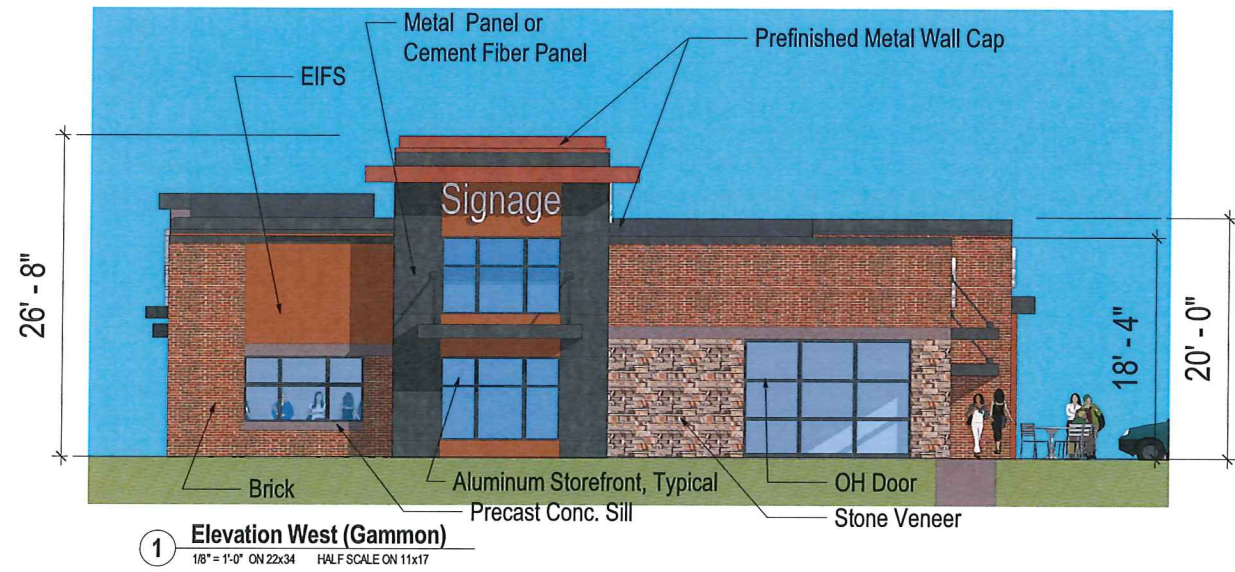 Metal Panel or
Cement Fiber Panel
Prefinished Metal Wall Cap
EIFS
Signage
26' - 8"
18' - 4"
20' - 0"
Brick
Aluminum Storefront, Typical
OH Door
Precast Conc. Sill
Stone Veneer
1 Elevation West (Gammon)
1/8" = 1'-0" ON 22x34 HALF SCALE ON 11x17